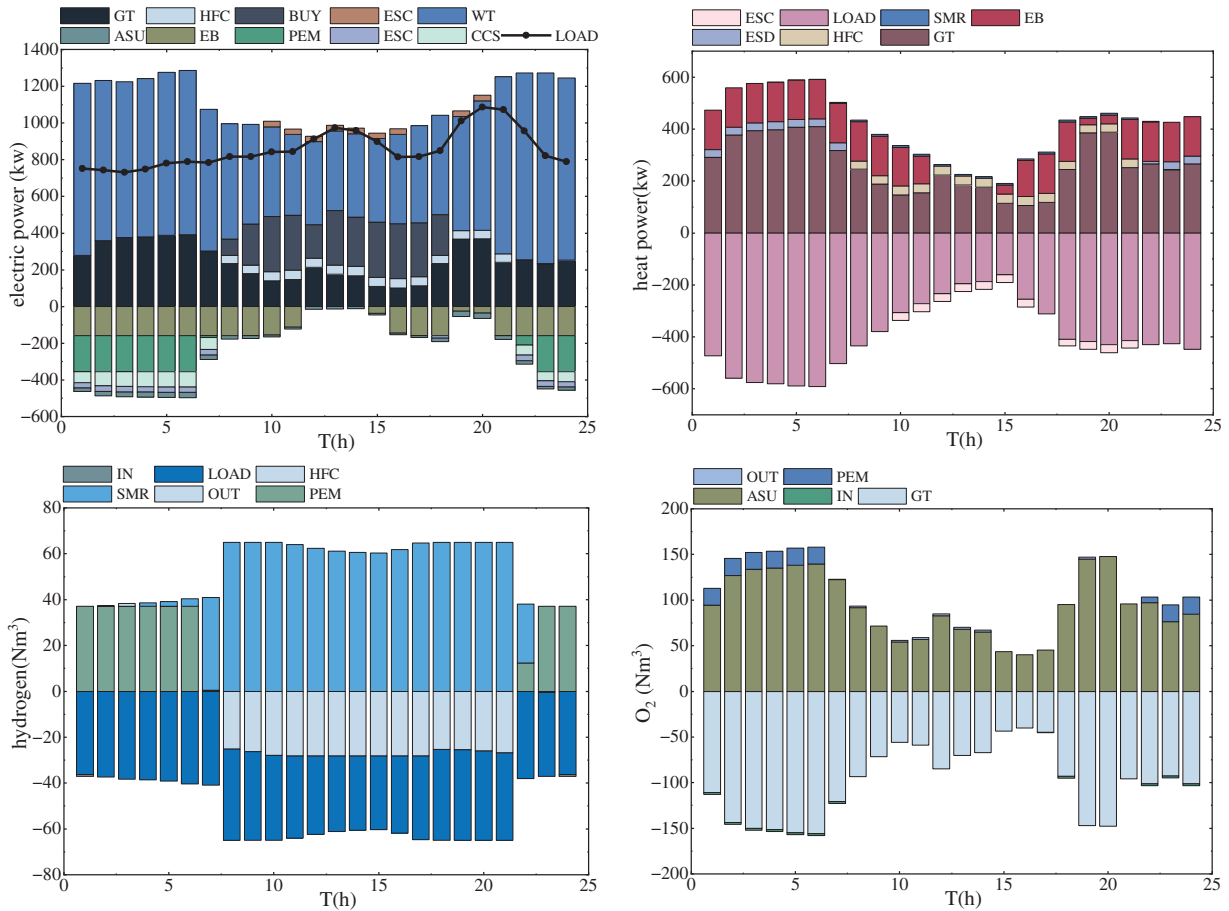 GT HFC BUY ESC WT
ASU EB PEM ESC CCS LOAD
1400
1200
1000
800
600
400
200
0
−200
−400
−600
electric power (kw)
0 5 10 15 20 25
T(h)
ESC LOAD SMR EB
ESD HFC GT
600
400
200
0
−200
−400
−600
heat power(kw)
0 5 10 15 20 25
T(h)
IN LOAD HFC
SMR OUT PEM
80
60
40
20
0
−20
−40
−60
−80
hydrogen(Nm³)
0 5 10 15 20 25
T(h)
OUT PEM
ASU IN GT
200
150
100
50
0
−50
−100
−150
−200
O₂ (Nm³)
0 5 10 15 20 25
T(h)